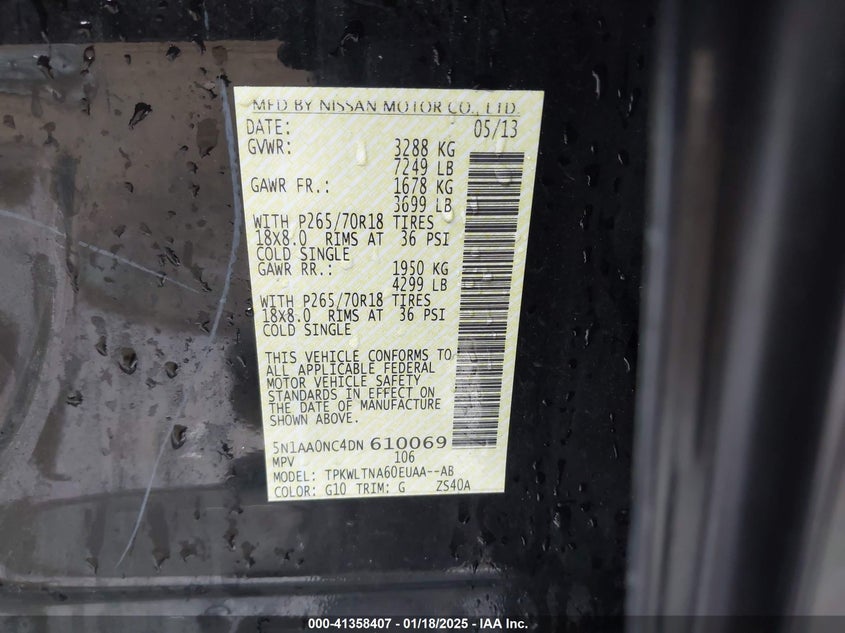 MFD BY NISSAN MOTOR CO., LTD.
DATE: 05/13
GVWR: 3288 KG
7249 LB
GAWR FR.: 1678 KG
3699 LB
WITH P265/70R18 TIRES
18X8.0 RIMS AT 36 PSI
COLD SINGLE
GAWR RR.: 1950 KG
4299 LB
WITH P265/70R18 TIRES
18X8.0 RIMS AT 36 PSI
COLD SINGLE
THIS VEHICLE CONFORMS TO
ALL APPLICABLE FEDERAL
MOTOR VEHICLE SAFETY
STANDARDS IN EFFECT ON
THE DATE OF MANUFACTURE
SHOWN ABOVE.
5N1AA0NC4DN 610069
MPV 106
MODEL: TPKWLTNA60EUAA--AB
COLOR: G10 TRIM: G ZS40A
000-41358407 - 01/18/2025 - IAA Inc.